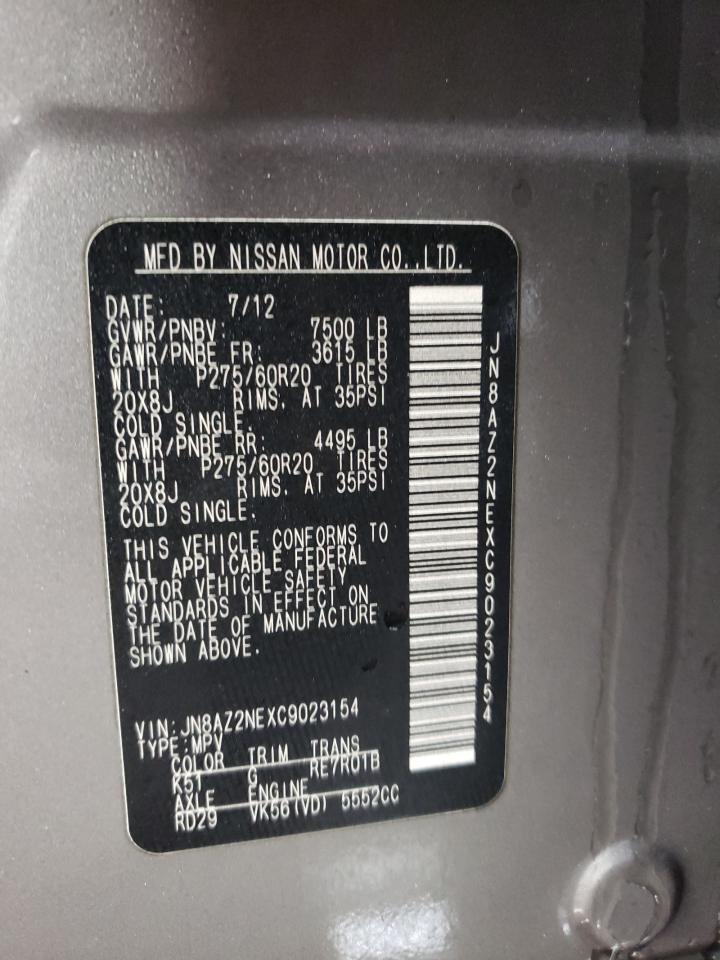 MFD BY NISSAN MOTOR CO.,LTD.
DATE: 7/12
GVWR/PNBV: 7500 LB
GAWR/PNBE FR: 3615 LB
WITH P275/60R20 TIRES
20X8J RIMS, AT 35PSI
COLD SINGLE.
GAWR/PNBE RR: 4495 LB
WITH P275/60R20 TIRES
20X8J RIMS, AT 35PSI
COLD SINGLE.
THIS VEHICLE CONFORMS TO
ALL APPLICABLE FEDERAL
MOTOR VEHICLE SAFETY
STANDARDS IN EFFECT ON
THE DATE OF MANUFACTURE
SHOWN ABOVE.
VIN:JN8AZ2NEXC9023154
TYPE:MPV
COLOR TRIM TRANS
K51 G RE7R01B
AXLE ENGINE
RD29 VK56(VD) 5552CC
JN8AZ2NEXC9023154